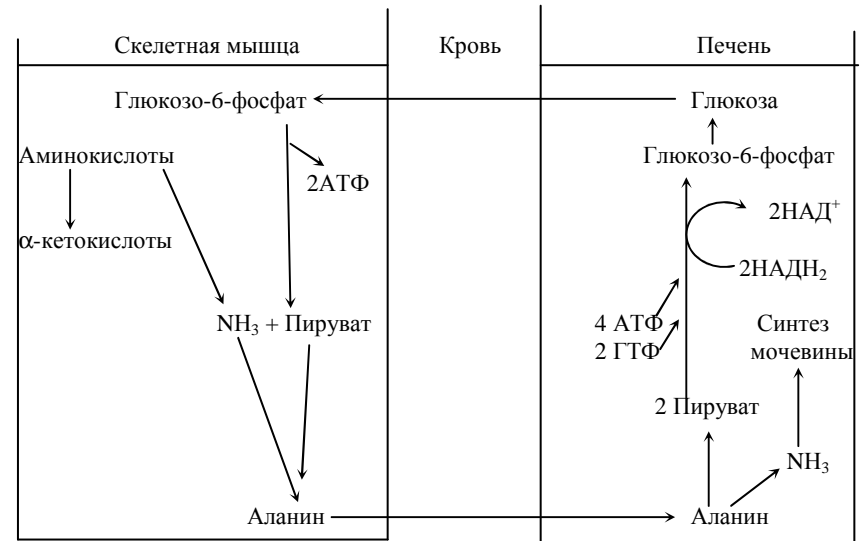 Скелетная мышца
Кровь
Печень
Глюкозо-6-фосфат
Глюкоза
Аминокислоты
Глюкозо-6-фосфат
2АТФ
2НАД⁺
α-кетокислоты
2НАДН₂
NH₃ + Пируват
4 АТФ
2 ГТФ
Синтез
мочевины
2 Пируват
NH₃
Аланин
Аланин